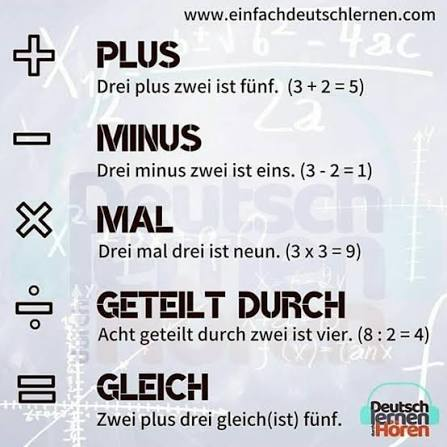 www.einfachdeutschlernen.com
+ PLUS
Drei plus zwei ist fünf. (3 + 2 = 5)
− MINUS
Drei minus zwei ist eins. (3 - 2 = 1)
× MAL
Drei mal drei ist neun. (3 x 3 = 9)
÷ GETEILT DURCH
Acht geteilt durch zwei ist vier. (8 : 2 = 4)
= GLEICH
Zwei plus drei gleich(ist) fünf.
Deutsch
lernen
durch
Hören